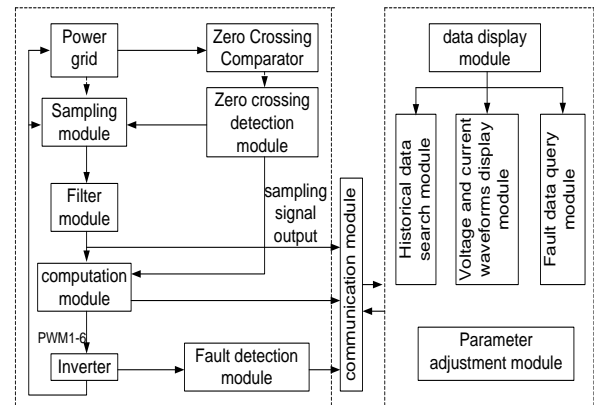 Power
grid
Zero Crossing
Comparator
Sampling
module
Zero crossing
detection
module
Filter
module
sampling
signal
output
computation
module
PWM1-6
Inverter
Fault detection
module
communication module
data display
module
Historical data
search module
Voltage and current
waveforms display
module
Fault data query
module
Parameter
adjustment module